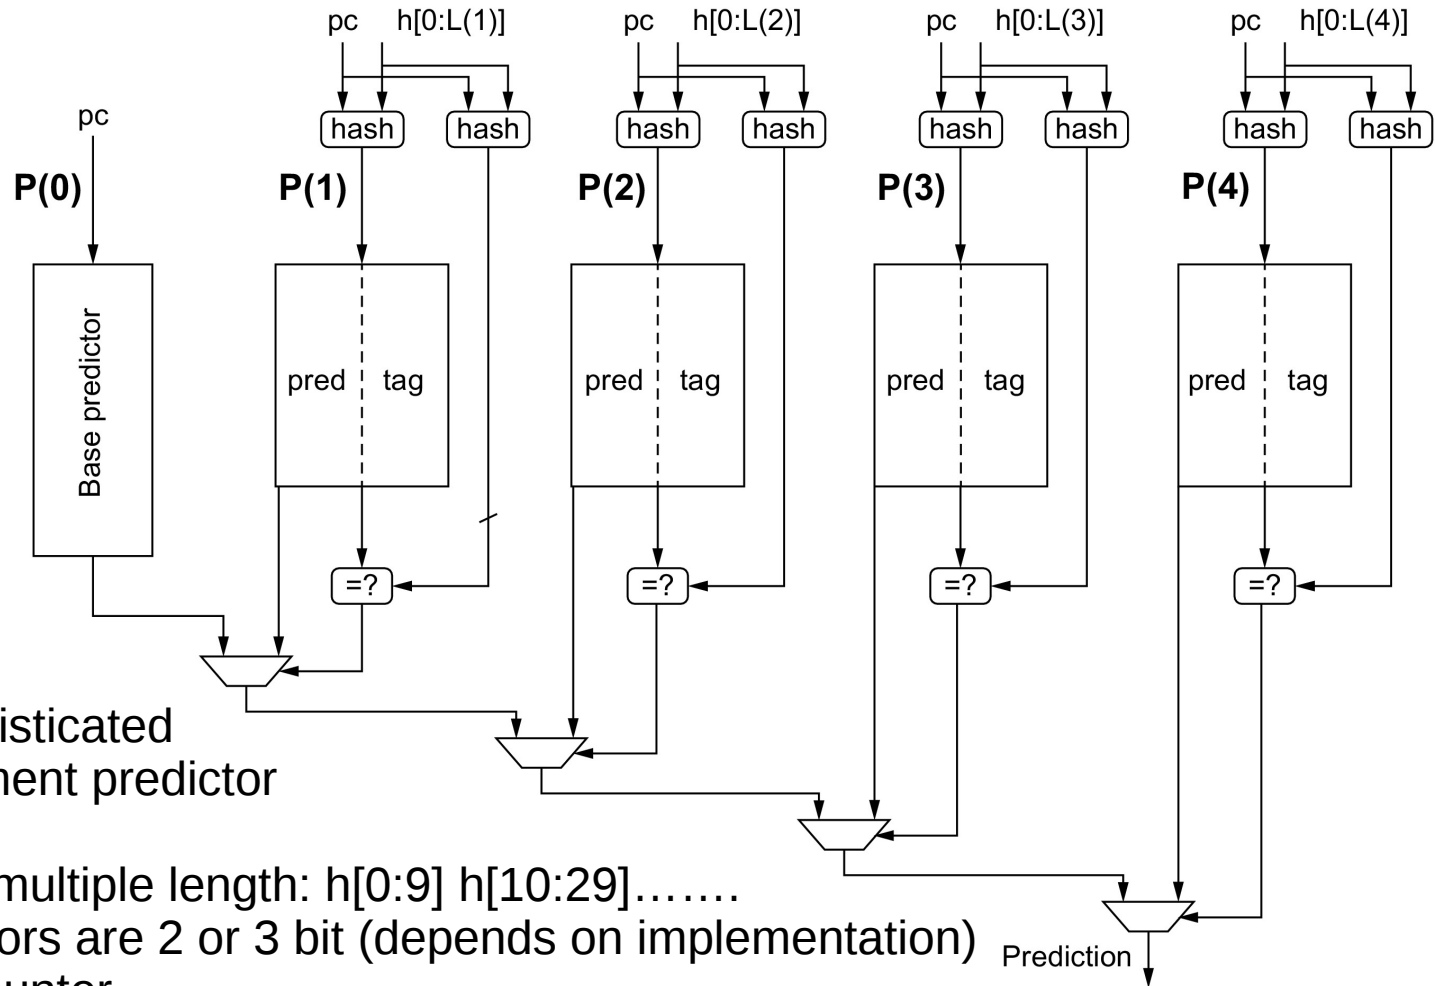 pc h[0:L(1)] pc h[0:L(2)] pc h[0:L(3)] pc h[0:L(4)]
pc
hash hash hash hash hash hash hash hash
P(0) P(1) P(2) P(3) P(4)
Base predictor
pred tag pred tag pred tag pred tag
=? =? =? =?
isticated
nent predictor
multiple length: h[0:9] h[10:29].......
ors are 2 or 3 bit (depends on implementation)
Prediction